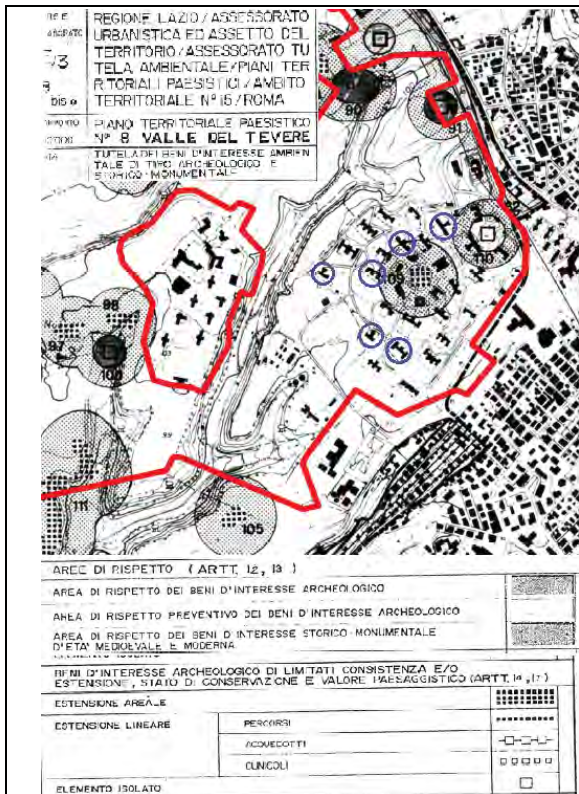 REGIONE LAZIO / ASSESSORATO
URBANISTICA ED ASSETTO DEL
TERRITORIO / ASSESSORATO TU
TELA AMBIENTALE / PIANI TER
RITORIALI PAESISTICI / AMBITO
TERRITORIALE N° 15 / ROMA
PIANO TERRITORIALE PAESISTICO
N° 8 VALLE DEL TEVERE
TUTELA DEI BENI D'INTERESSE AMBIEN
TALE DI TIPO ARCHEOLOGICO E
STORICO-MONUMENTALE
/3
bis e
90
91
110
98
97
100
111
105
AREE DI RISPETTO (ARTT. 12, 13)
AREA DI RISPETTO DEI BENI D'INTERESSE ARCHEOLOGICO
AREA DI RISPETTO PREVENTIVO DEI BENI D'INTERESSE ARCHEOLOGICO
AREA DI RISPETTO DEI BENI D'INTERESSE STORICO-MONUMENTALE
D'ETA' MEDIOEVALE E MODERNA
ELEMENTO ISOLATO
BENI D'INTERESSE ARCHEOLOGICO DI LIMITATI CONSISTENZA E/O
ESTENSIONE, STATO DI CONSERVAZIONE E VALORE PAESAGGISTICO (ARTT. 14, 17)
ESTENSIONE AREALE
ESTENSIONE LINEARE
PERCORSI
ACQUEDOTTI
CUNICOLI
ELEMENTO ISOLATO